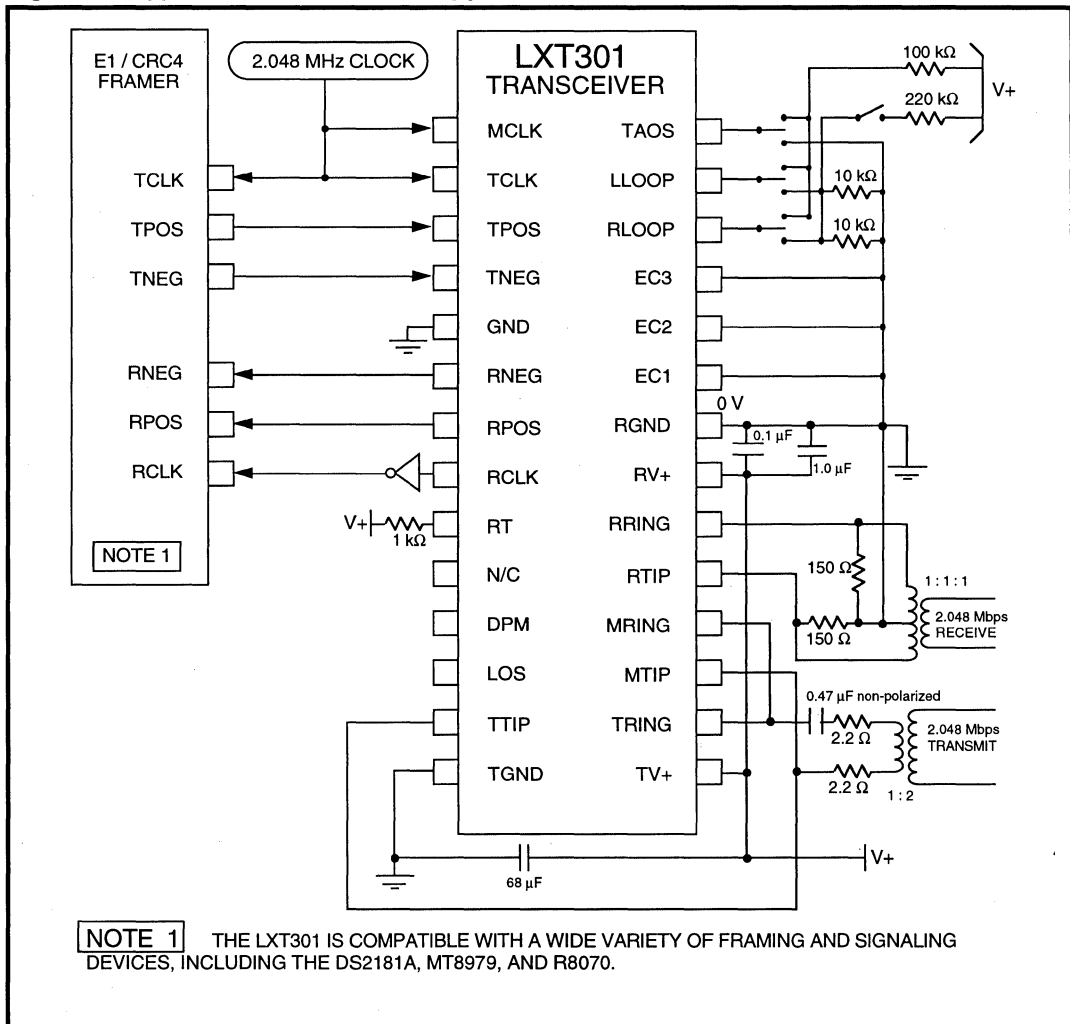 E1 / CRC4
FRAMER
2.048 MHz CLOCK
LXT301
TRANSCEIVER
100 kΩ
V+
220 kΩ
MCLK
TAOS
TCLK
TCLK
LLOOP
10 kΩ
TPOS
TPOS
RLOOP
10 kΩ
TNEG
TNEG
EC3
GND
EC2
RNEG
RNEG
EC1
0 V
RPOS
RPOS
RGND
0.1 µF
1.0 µF
RCLK
RCLK
RV+
V+
1 kΩ
RT
RRING
NOTE 1
150 Ω
1 : 1 : 1
N/C
RTIP
2.048 Mbps
RECEIVE
DPM
MRING
150 Ω
LOS
MTIP
0.47 µF non-polarized
TTIP
TRING
2.2 Ω
2.048 Mbps
TRANSMIT
TGND
TV+
2.2 Ω
1 : 2
68 µF
V+
NOTE 1 THE LXT301 IS COMPATIBLE WITH A WIDE VARIETY OF FRAMING AND SIGNALING
DEVICES, INCLUDING THE DS2181A, MT8979, AND R8070.